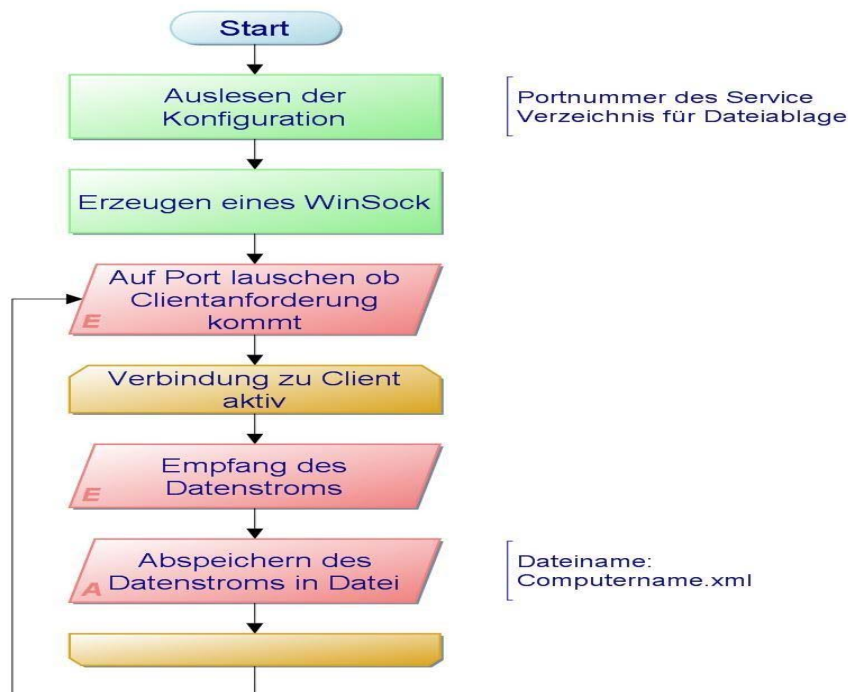 Start
Auslesen der
Konfiguration
Portnummer des Service
Verzeichnis für Dateiablage
Erzeugen eines WinSock
Auf Port lauschen ob
Clientanforderung
kommt
E
Verbindung zu Client
aktiv
Empfang des
Datenstroms
E
Abspeichern des
Datenstroms in Datei
A
Dateiname:
Computername.xml